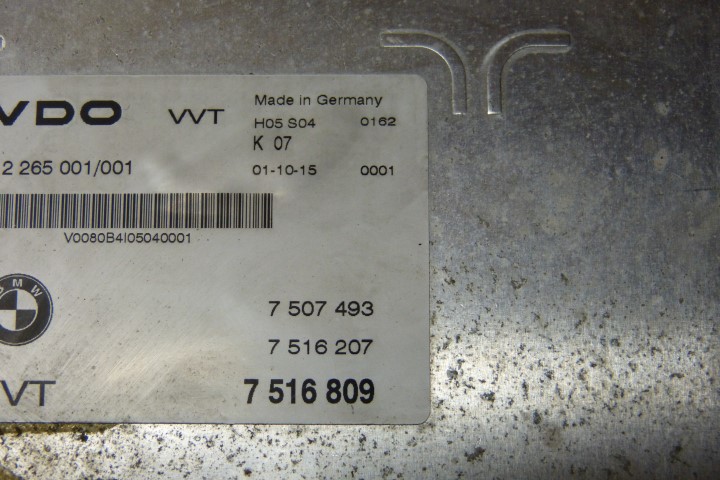 VDO VVT Made in Germany
H05 S04 0162
K 07
2 265 001/001 01-10-15 0001
V0080B4I05040001
BMW
7 507 493
7 516 207
VVT 7 516 809